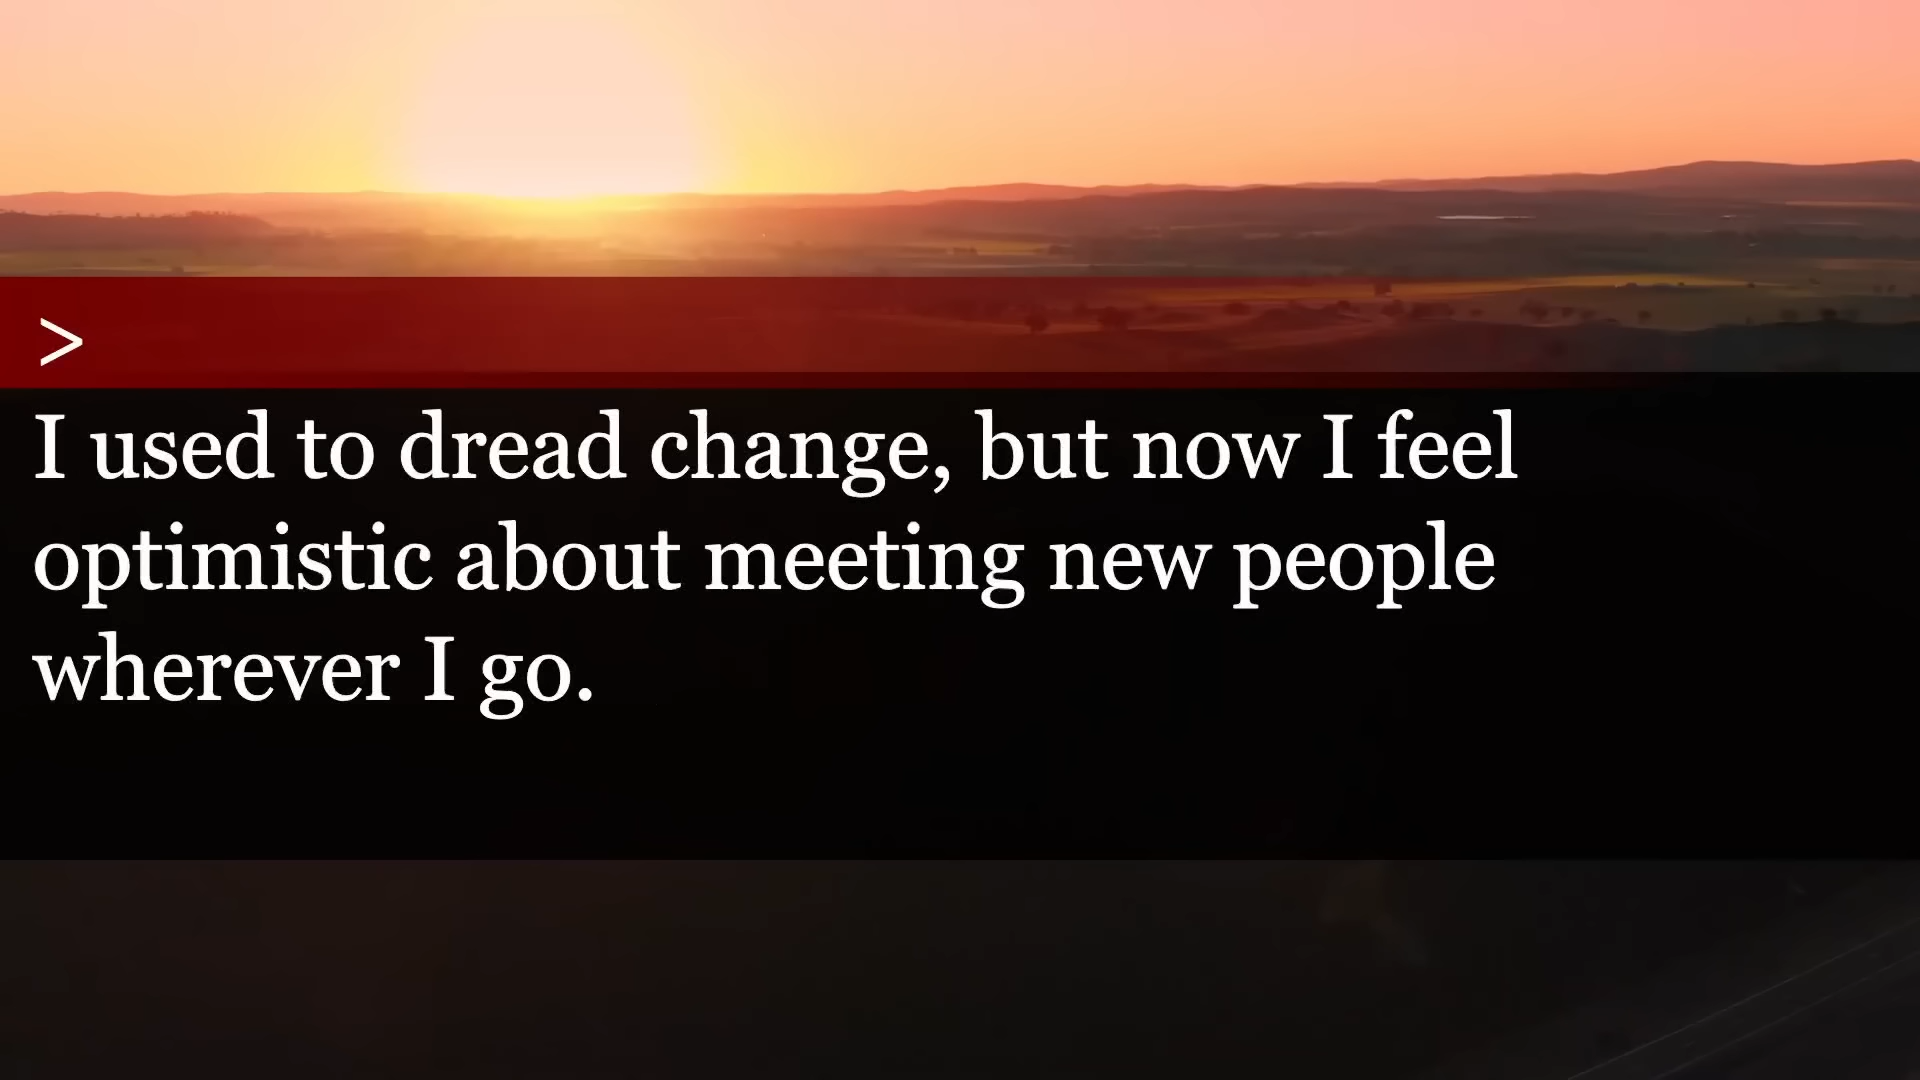 >
I used to dread change, but now I feel
optimistic about meeting new people
wherever I go.